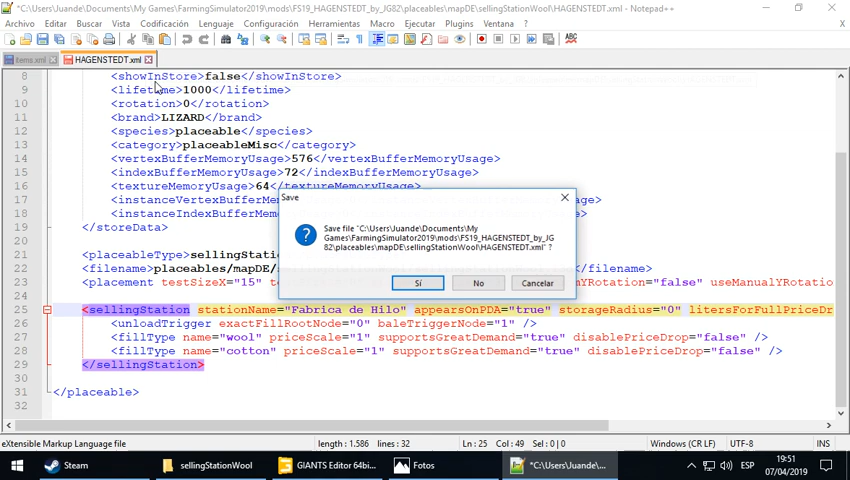 *C:\Users\Juande\Documents\My Games\FarmingSimulator2019\mods\FS19_HAGENSTEDT_by_JG82\placeables\mapDE\sellingStationWool\HAGENSTEDT.xml - Notepad++
Archivo Editar Buscar Vista Codificación Lenguaje Configuración Herramientas Macro Ejecutar Plugins Ventana ? X
items.xml HAGENSTEDT.xml
8 <showInStore>false</showInStore>
9 <lifetime>1000</lifetime>
10 <rotation>0</rotation>
11 <brand>LIZARD</brand>
12 <species>placeable</species>
13 <category>placeableMisc</category>
14 <vertexBufferMemoryUsage>576</vertexBufferMemoryUsage>
15 <indexBufferMemoryUsage>72</indexBufferMemoryUsage>
16 <textureMemoryUsage>64</textureMemoryUsage>
17 <instanceVertexBufferMe
18 <instanceIndexBufferMem
19 </storeData>
20
21 <placeableType>sellingStati
22 <filename>placeables/mapDE/ </filename>
23 <placement testSizeX="15" te YRotation="false" useManualYRotation
24
25 <sellingStation stationName="Fabrica de Hilo" appearsOnPDA="true" storageRadius="0" litersForFullPriceDr
26 <unloadTrigger exactFillRootNode="0" baleTriggerNode="1" />
27 <fillType name="wool" priceScale="1" supportsGreatDemand="true" disablePriceDrop="false" />
28 <fillType name="cotton" priceScale="1" supportsGreatDemand="true" disablePriceDrop="false" />
29 </sellingStation>
30
31 </placeable>
32
Save
Save file "C:\Users\Juande\Documents\My
Games\FarmingSimulator2019\mods\FS19_HAGENSTEDT_by_JG
82\placeables\mapDE\sellingStationWool\HAGENSTEDT.xml" ?
Sí No Cancelar
eXtensible Markup Language file length : 1.586 lines : 32 Ln : 25 Col : 49 Sel : 0 | 0 Windows (CR LF) UTF-8 INS
Steam sellingStationWool GIANTS Editor 64bi... Fotos *C:\Users\Juande\... ESP 19:51
07/04/2019